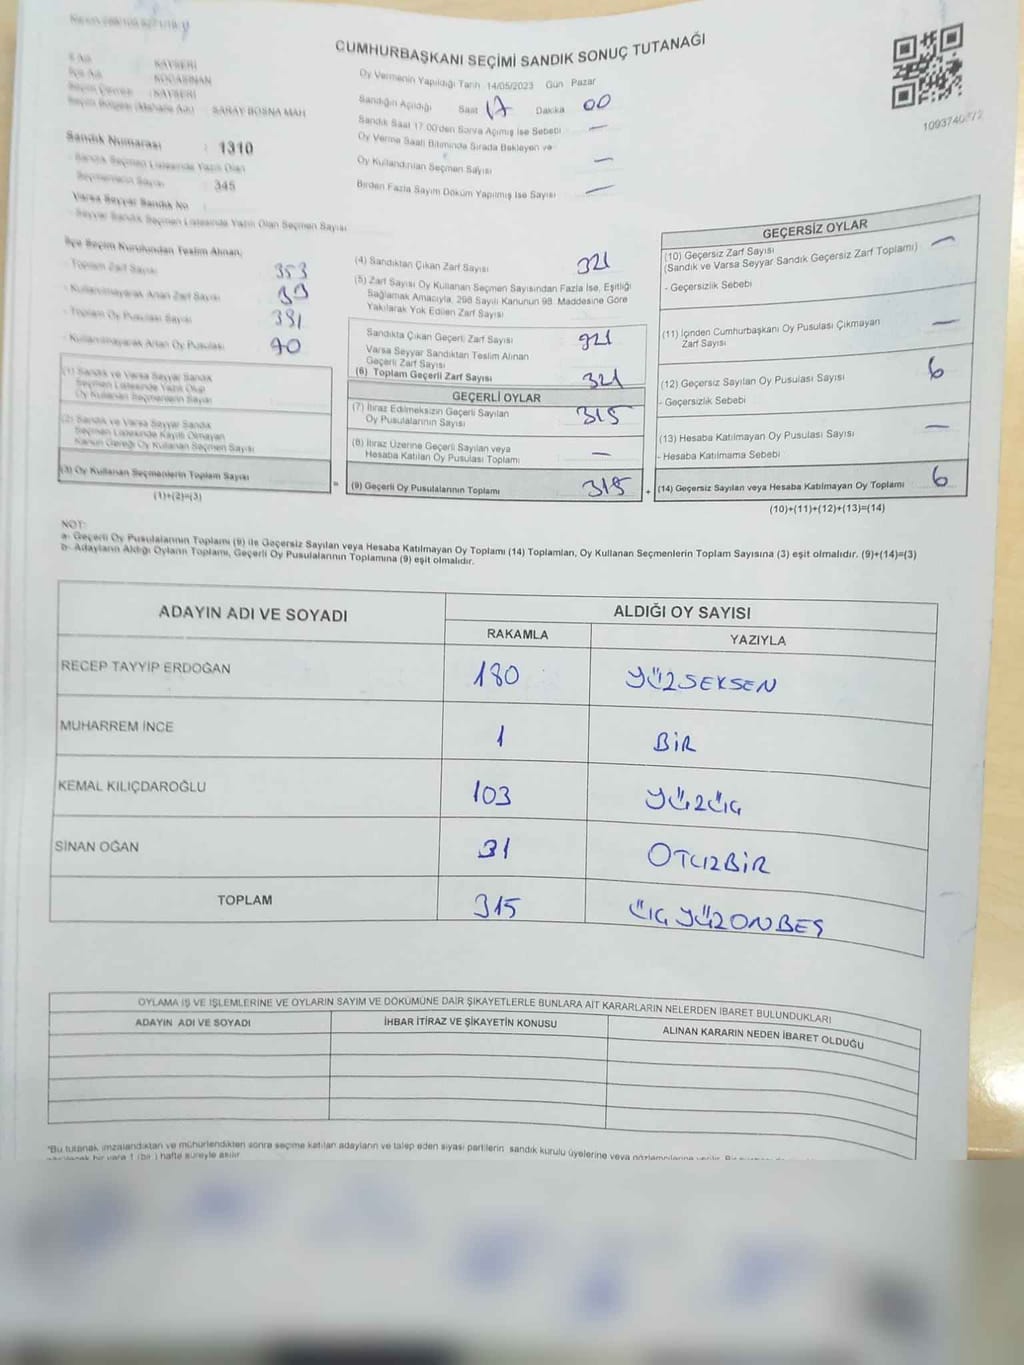 CUMHURBAŞKANI SEÇİMİ SANDIK SONUÇ TUTANAĞI
İl Adı : KAYSERİ
İlçe Adı : KOCASİNAN
Seçim Çevresi : KAYSERİ
Seçim Bölgesi (Mahalle Adı) : SARAY BOSNA MAH
Sandık Numarası : 1310
Sandık Seçmen Listesinde Yazılı Olan
Seçmenlerin Sayısı : 345
Varsa Seyyar Sandık No :
- Seyyar Sandık Seçmen Listesinde Yazılı Olan Seçmen Sayısı
Oy Vermenin Yapıldığı Tarih 14/05/2023 Gün Pazar
Sandığın Açıldığı Saat 17 Dakika 00
Sandık Saat 17:00'den Sonra Açımış İse Sebebi —
Oy Verme Saati Bitiminde Sırada Bekleyen ve
Oy Kullandırılan Seçmen Sayısı —
Birden Fazla Sayım Döküm Yapılmış İse Sayısı —
İlçe Seçim Kurulundan Teslim Alınan;
- Toplam Zarf Sayısı 353
- Kullanılmayarak Artan Zarf Sayısı
- Toplam Oy Pusulası Sayısı
- Kullanılmayarak Artan Oy Pusulası
(1) Sandık ve Varsa Seyyar Sandık
Seçmen Listesinde Yazılı Olup
Oy Kullanan Seçmenlerin Sayısı
(2) Sandık ve Varsa Seyyar Sandık
Seçmen Listesinde Kayıtlı Olmayan
Kanun Gereği Oy Kullanan Seçmen Sayısı
(3) Oy Kullanan Seçmenlerin Toplam Sayısı
(1)+(2)=(3)
(4) Sandıktan Çıkan Zarf Sayısı 321
(5) Zarf Sayısı Oy Kullanan Seçmen Sayısından Fazla İse, Eşitliği
Sağlamak Amacıyla, 298 Sayılı Kanunun 98. Maddesine Göre
Yakılarak Yok Edilen Zarf Sayısı
Sandıkta Çıkan Geçerli Zarf Sayısı 321
Varsa Seyyar Sandıktan Teslim Alınan
Geçerli Zarf Sayısı
(6) Toplam Geçerli Zarf Sayısı 321
GEÇERLİ OYLAR
(7) İtiraz Edilmeksizin Geçerli Sayılan
Oy Pusulalarının Sayısı 315
(8) İtiraz Üzerine Geçerli Sayılan veya
Hesaba Katılan Oy Pusulası Toplamı —
= (9) Geçerli Oy Pusulalarının Toplamı 315 +
GEÇERSİZ OYLAR
(10) Geçersiz Zarf Sayısı —
(Sandık ve Varsa Seyyar Sandık Geçersiz Zarf Toplamı)
- Geçersizlik Sebebi
(11) İçinden Cumhurbaşkanı Oy Pusulası Çıkmayan
Zarf Sayısı —
(12) Geçersiz Sayılan Oy Pusulası Sayısı 6
- Geçersizlik Sebebi
(13) Hesaba Katılmayan Oy Pusulası Sayısı —
- Hesaba Katılmama Sebebi
(14) Geçersiz Sayılan veya Hesaba Katılmayan Oy Toplamı 6
(10)+(11)+(12)+(13)=(14)
NOT:
a- Geçerli Oy Pusulalarının Toplamı (9) ile Geçersiz Sayılan veya Hesaba Katılmayan Oy Toplamı (14) Toplamları, Oy Kullanan Seçmenlerin Toplam Sayısına (3) eşit olmalıdır. (9)+(14)=(3)
b- Adayların Aldığı Oyların Toplamı, Geçerli Oy Pusulalarının Toplamına (9) eşit olmalıdır.
ADAYIN ADI VE SOYADI ALDIĞI OY SAYISI
RAKAMLA YAZIYLA
RECEP TAYYİP ERDOĞAN 180 YÜZSEKSEN
MUHARREM İNCE 1 BİR
KEMAL KILIÇDAROĞLU 103 YÜZÜÇ
SİNAN OĞAN 31 OTUZBİR
TOPLAM 315 ÜÇ YÜZ ONBEŞ
OYLAMA İŞ VE İŞLEMLERİNE VE OYLARIN SAYIM VE DÖKÜMÜNE DAİR ŞİKAYETLERLE BUNLARA AİT KARARLARIN NELERDEN İBARET BULUNDUKLARI
ADAYIN ADI VE SOYADI İHBAR İTİRAZ VE ŞİKAYETİN KONUSU ALINAN KARARIN NEDEN İBARET OLDUĞU
*Bu tutanak imzalandıktan ve mühürlendikten sonra seçime katılan adayların ve talep eden siyasi partilerin sandık kurulu üyelerine veya gözlemcilerine verilir.
bir yere 1 (bir) hafta süreyle asılır